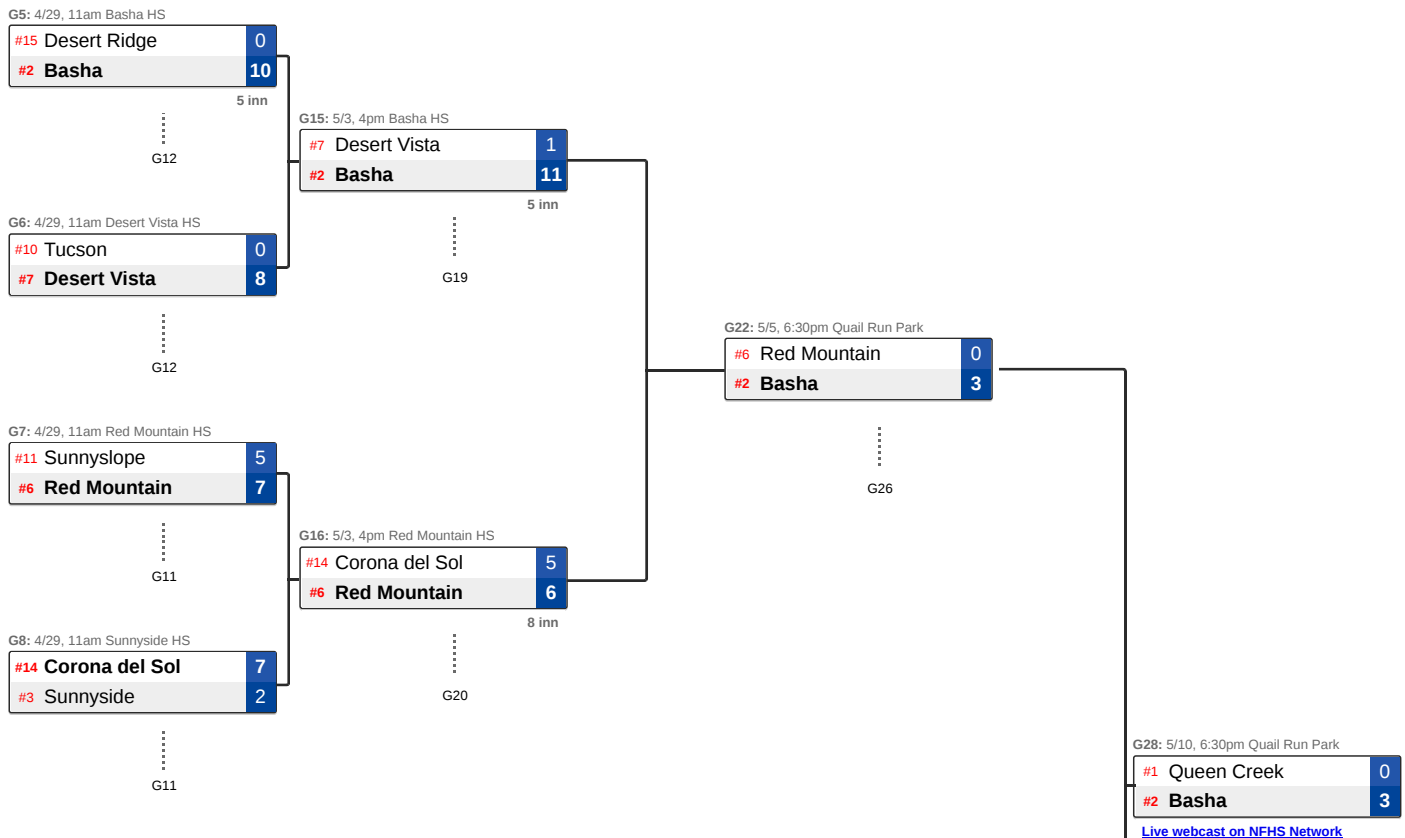 G5: 4/29, 11am Basha HS
#15 Desert Ridge 0
#2 Basha 10
5 inn
G12
G6: 4/29, 11am Desert Vista HS
#10 Tucson 0
#7 Desert Vista 8
G12
G7: 4/29, 11am Red Mountain HS
#11 Sunnyslope 5
#6 Red Mountain 7
G11
G8: 4/29, 11am Sunnyside HS
#14 Corona del Sol 7
#3 Sunnyside 2
G11
G15: 5/3, 4pm Basha HS
#7 Desert Vista 1
#2 Basha 11
5 inn
G19
G16: 5/3, 4pm Red Mountain HS
#14 Corona del Sol 5
#6 Red Mountain 6
8 inn
G20
G22: 5/5, 6:30pm Quail Run Park
#6 Red Mountain 0
#2 Basha 3
G26
G28: 5/10, 6:30pm Quail Run Park
#1 Queen Creek 0
#2 Basha 3
Live webcast on NFHS Network